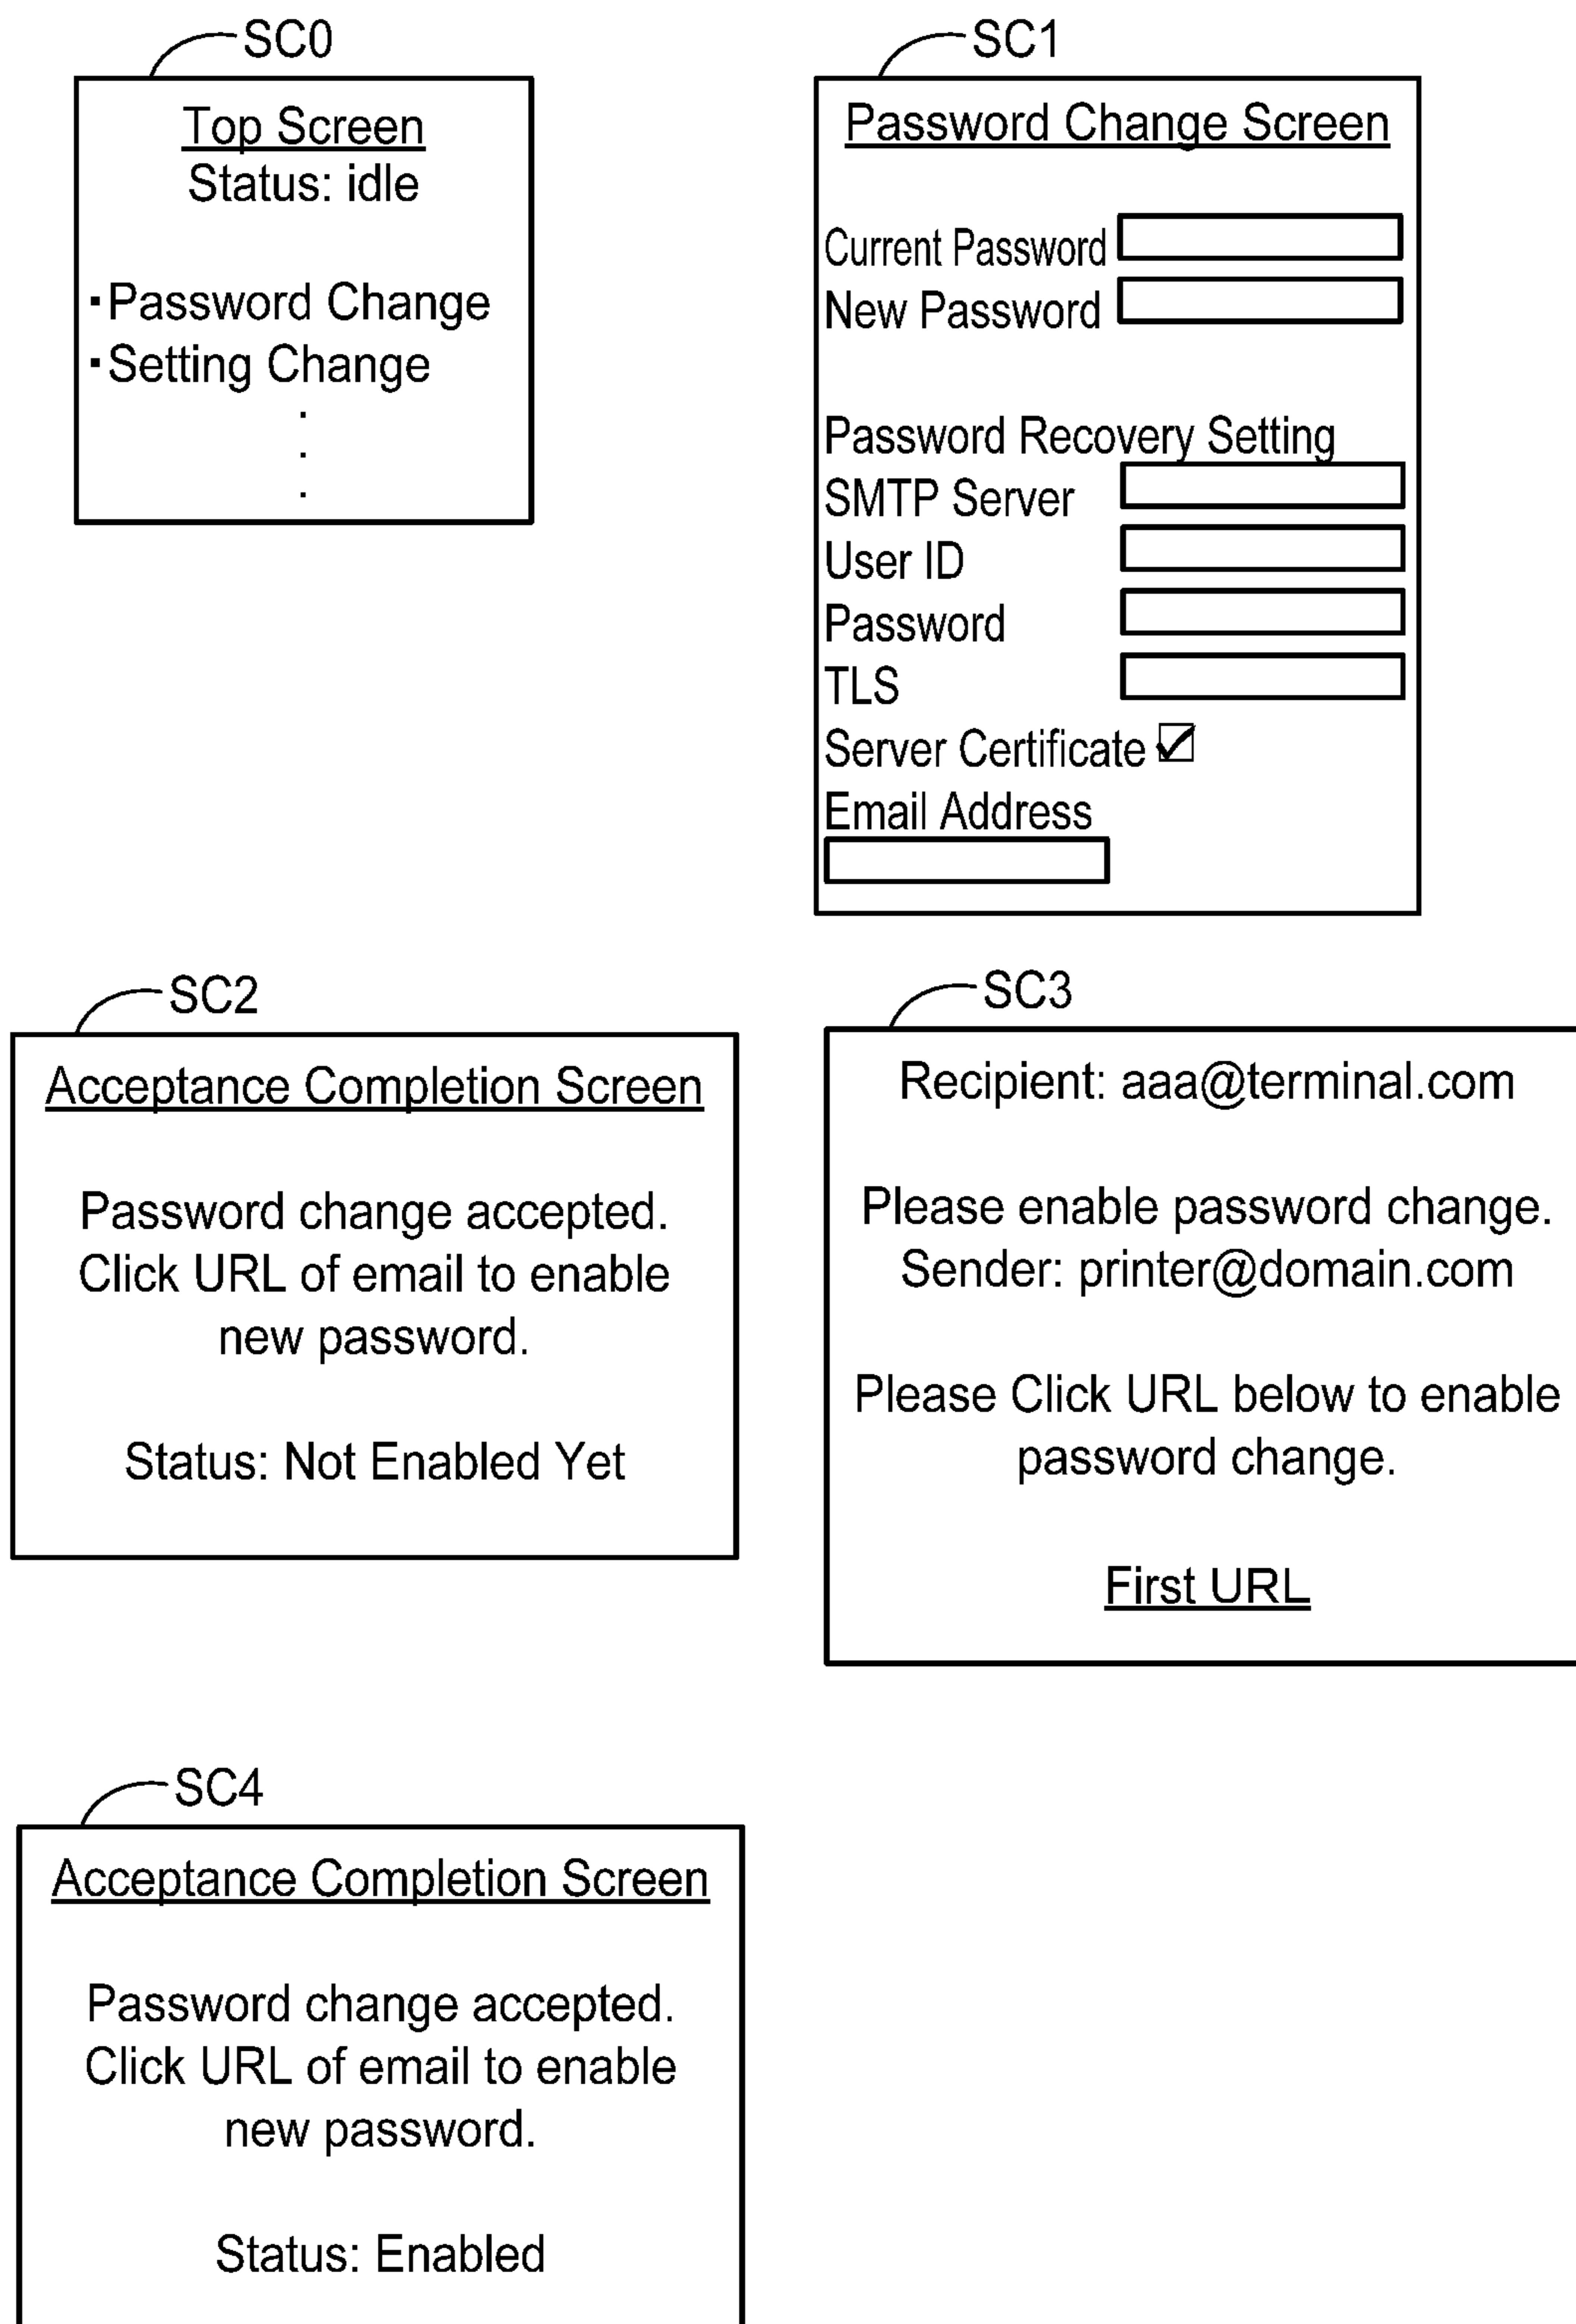 SC0
Top Screen
Status: idle
·Password Change
·Setting Change
.
.
.
SC1
Password Change Screen
Current Password
New Password
Password Recovery Setting
SMTP Server
User ID
Password
TLS
Server Certificate
Email Address
SC2
Acceptance Completion Screen
Password change accepted.
Click URL of email to enable
new password.
Status: Not Enabled Yet
SC3
Recipient: aaa@terminal.com
Please enable password change.
Sender: printer@domain.com
Please Click URL below to enable
password change.
First URL
SC4
Acceptance Completion Screen
Password change accepted.
Click URL of email to enable
new password.
Status: Enabled